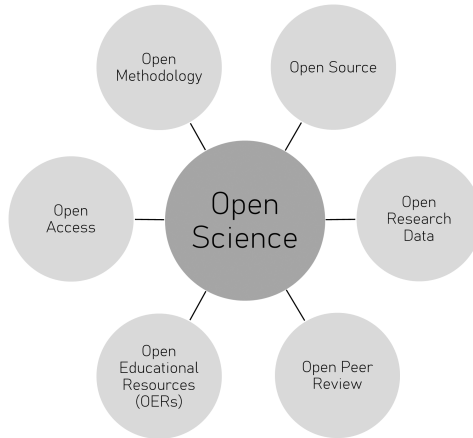 Open
Methodology
Open Source
Open
Access
Open
Science
Open
Research
Data
Open
Educational
Resources
(OERs)
Open Peer
Review